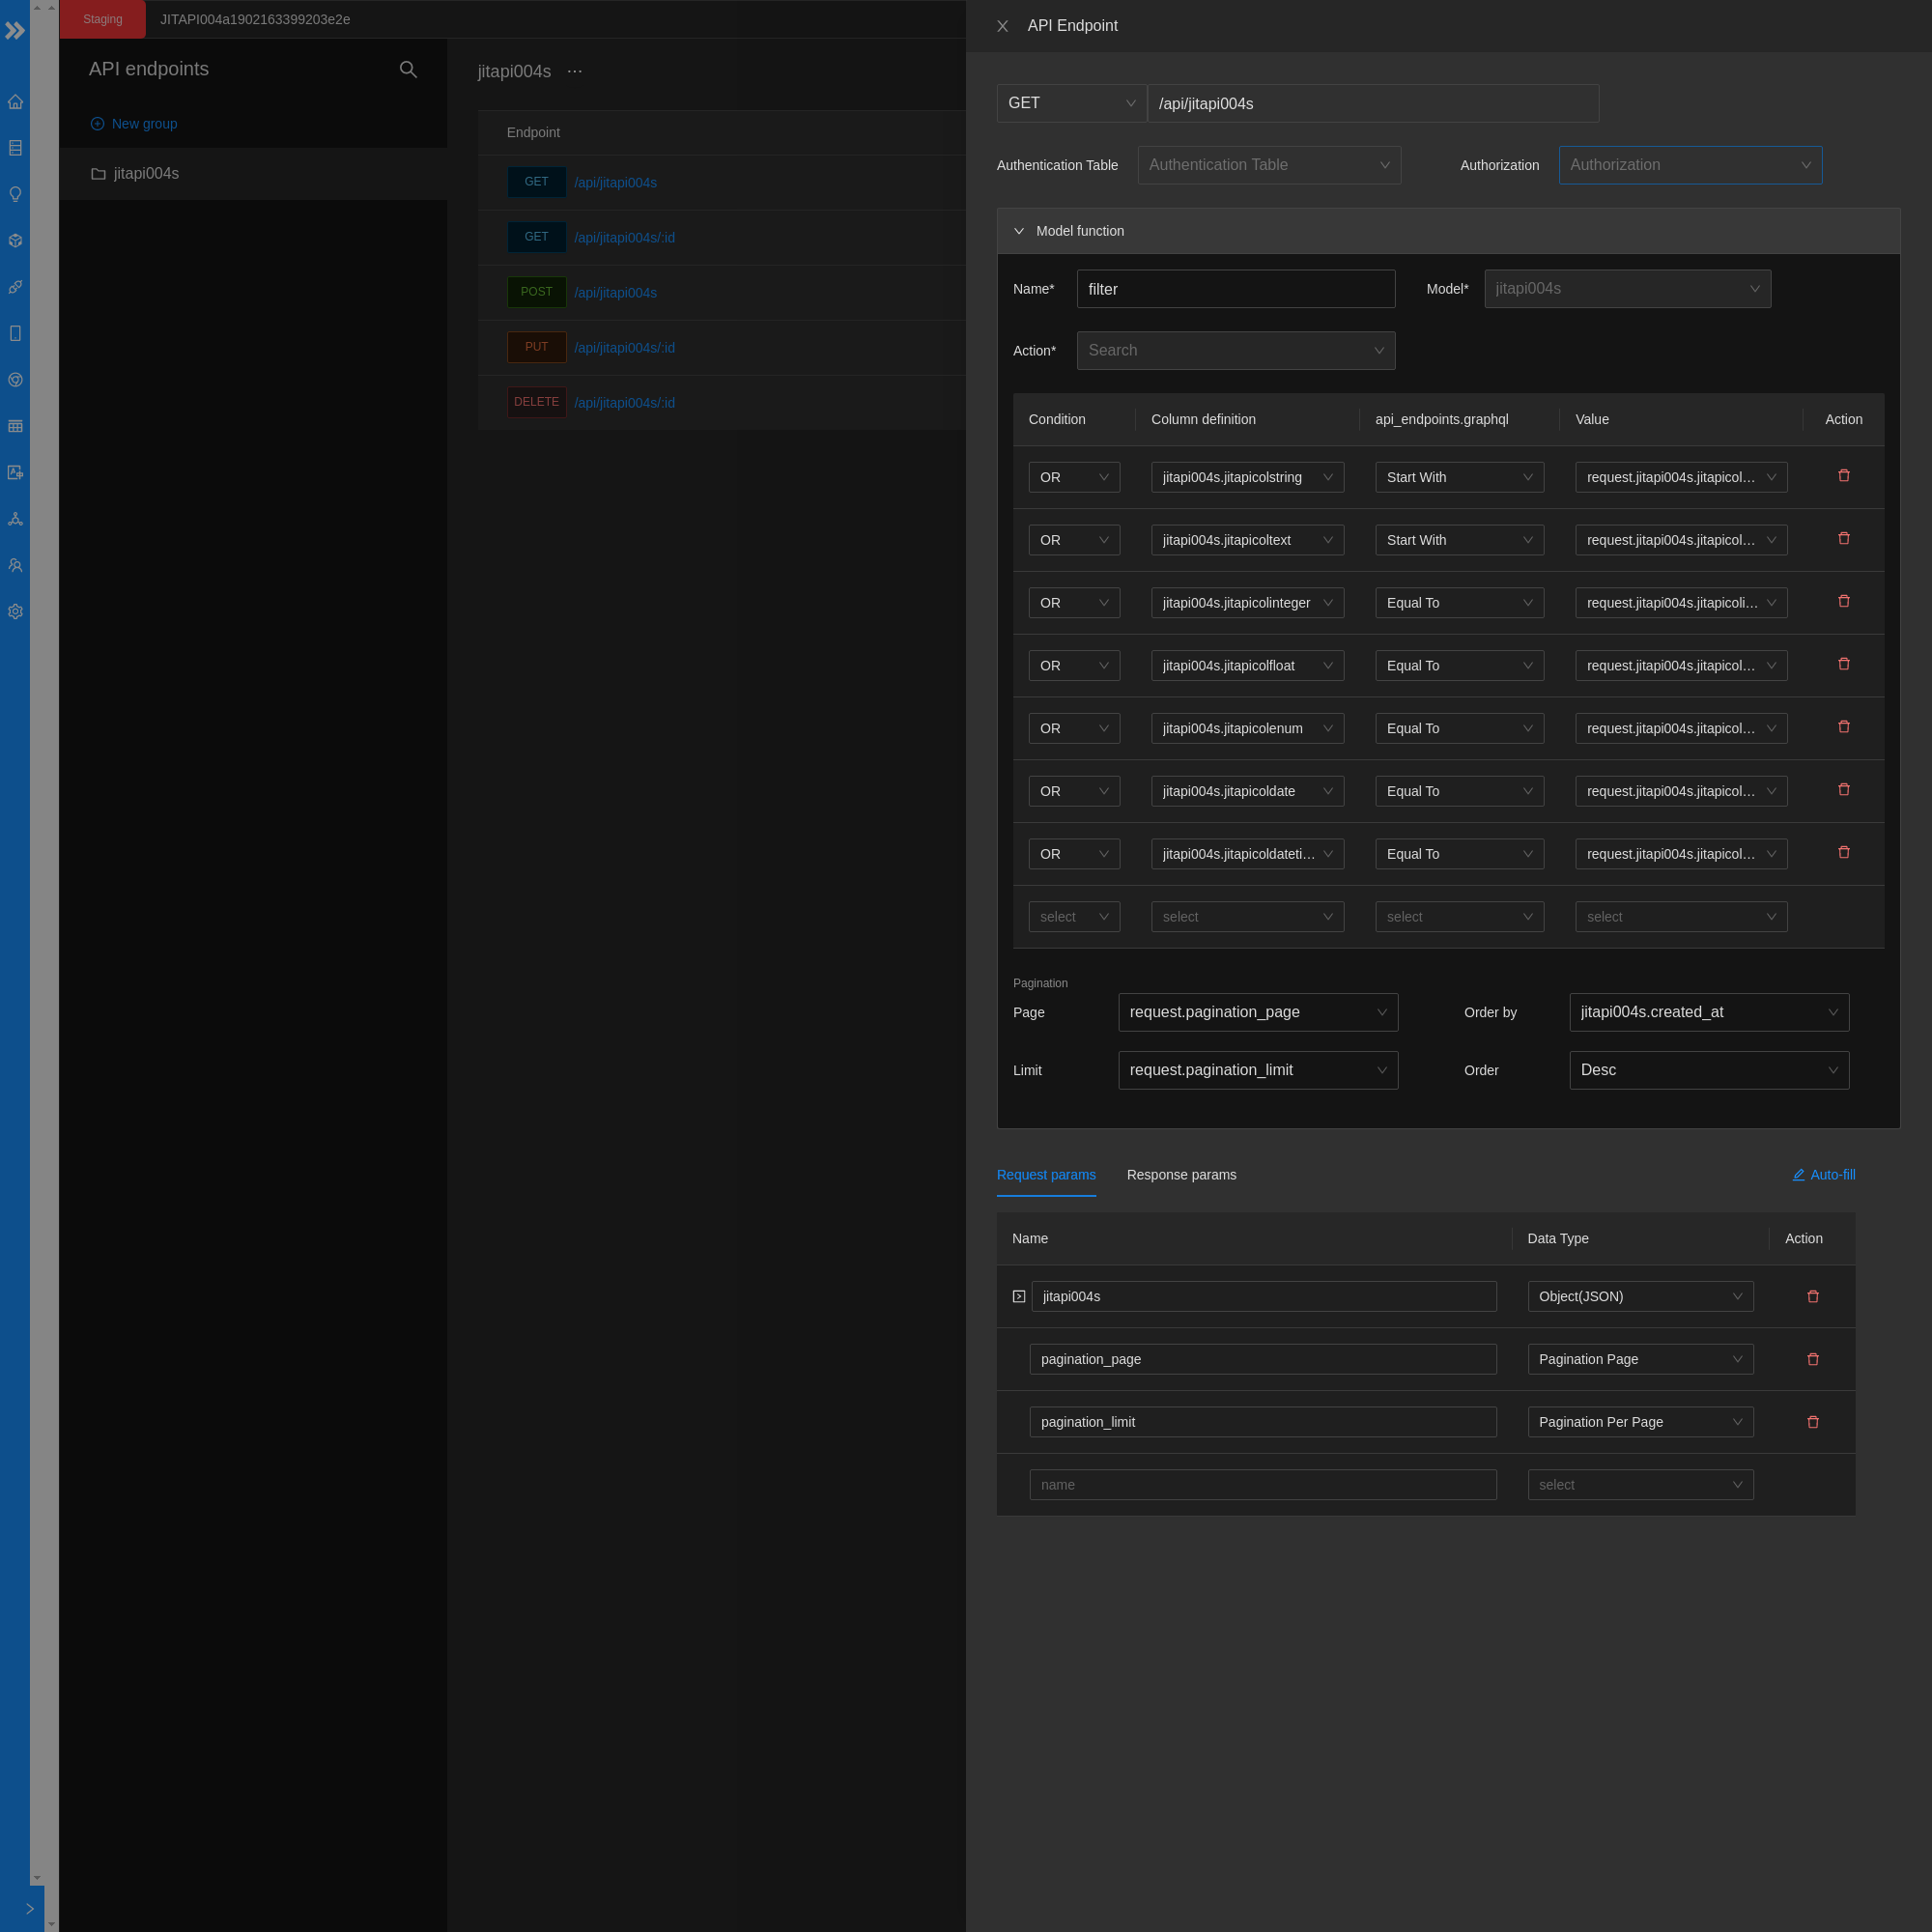 Staging
JITAPI004a1902163399203e2e
API endpoints
New group
jitapi004s
jitapi004s ...
Endpoint
GET /api/jitapi004s
GET /api/jitapi004s/:id
POST /api/jitapi004s
PUT /api/jitapi004s/:id
DELETE /api/jitapi004s/:id
API Endpoint
GET /api/jitapi004s
Authentication Table Authentication Table Authorization Authorization
Model function
Name* filter Model* jitapi004s
Action* Search
Condition Column definition api_endpoints.graphql Value Action
OR jitapi004s.jitapicolstring Start With request.jitapi004s.jitapicol...
OR jitapi004s.jitapicoltext Start With request.jitapi004s.jitapicol...
OR jitapi004s.jitapicolinteger Equal To request.jitapi004s.jitapicoli...
OR jitapi004s.jitapicolfloat Equal To request.jitapi004s.jitapicol...
OR jitapi004s.jitapicolenum Equal To request.jitapi004s.jitapicol...
OR jitapi004s.jitapicoldate Equal To request.jitapi004s.jitapicol...
OR jitapi004s.jitapicoldateti... Equal To request.jitapi004s.jitapicol...
select select select select
Pagination
Page request.pagination_page Order by jitapi004s.created_at
Limit request.pagination_limit Order Desc
Request params Response params Auto-fill
Name Data Type Action
jitapi004s Object(JSON)
pagination_page Pagination Page
pagination_limit Pagination Per Page
name select